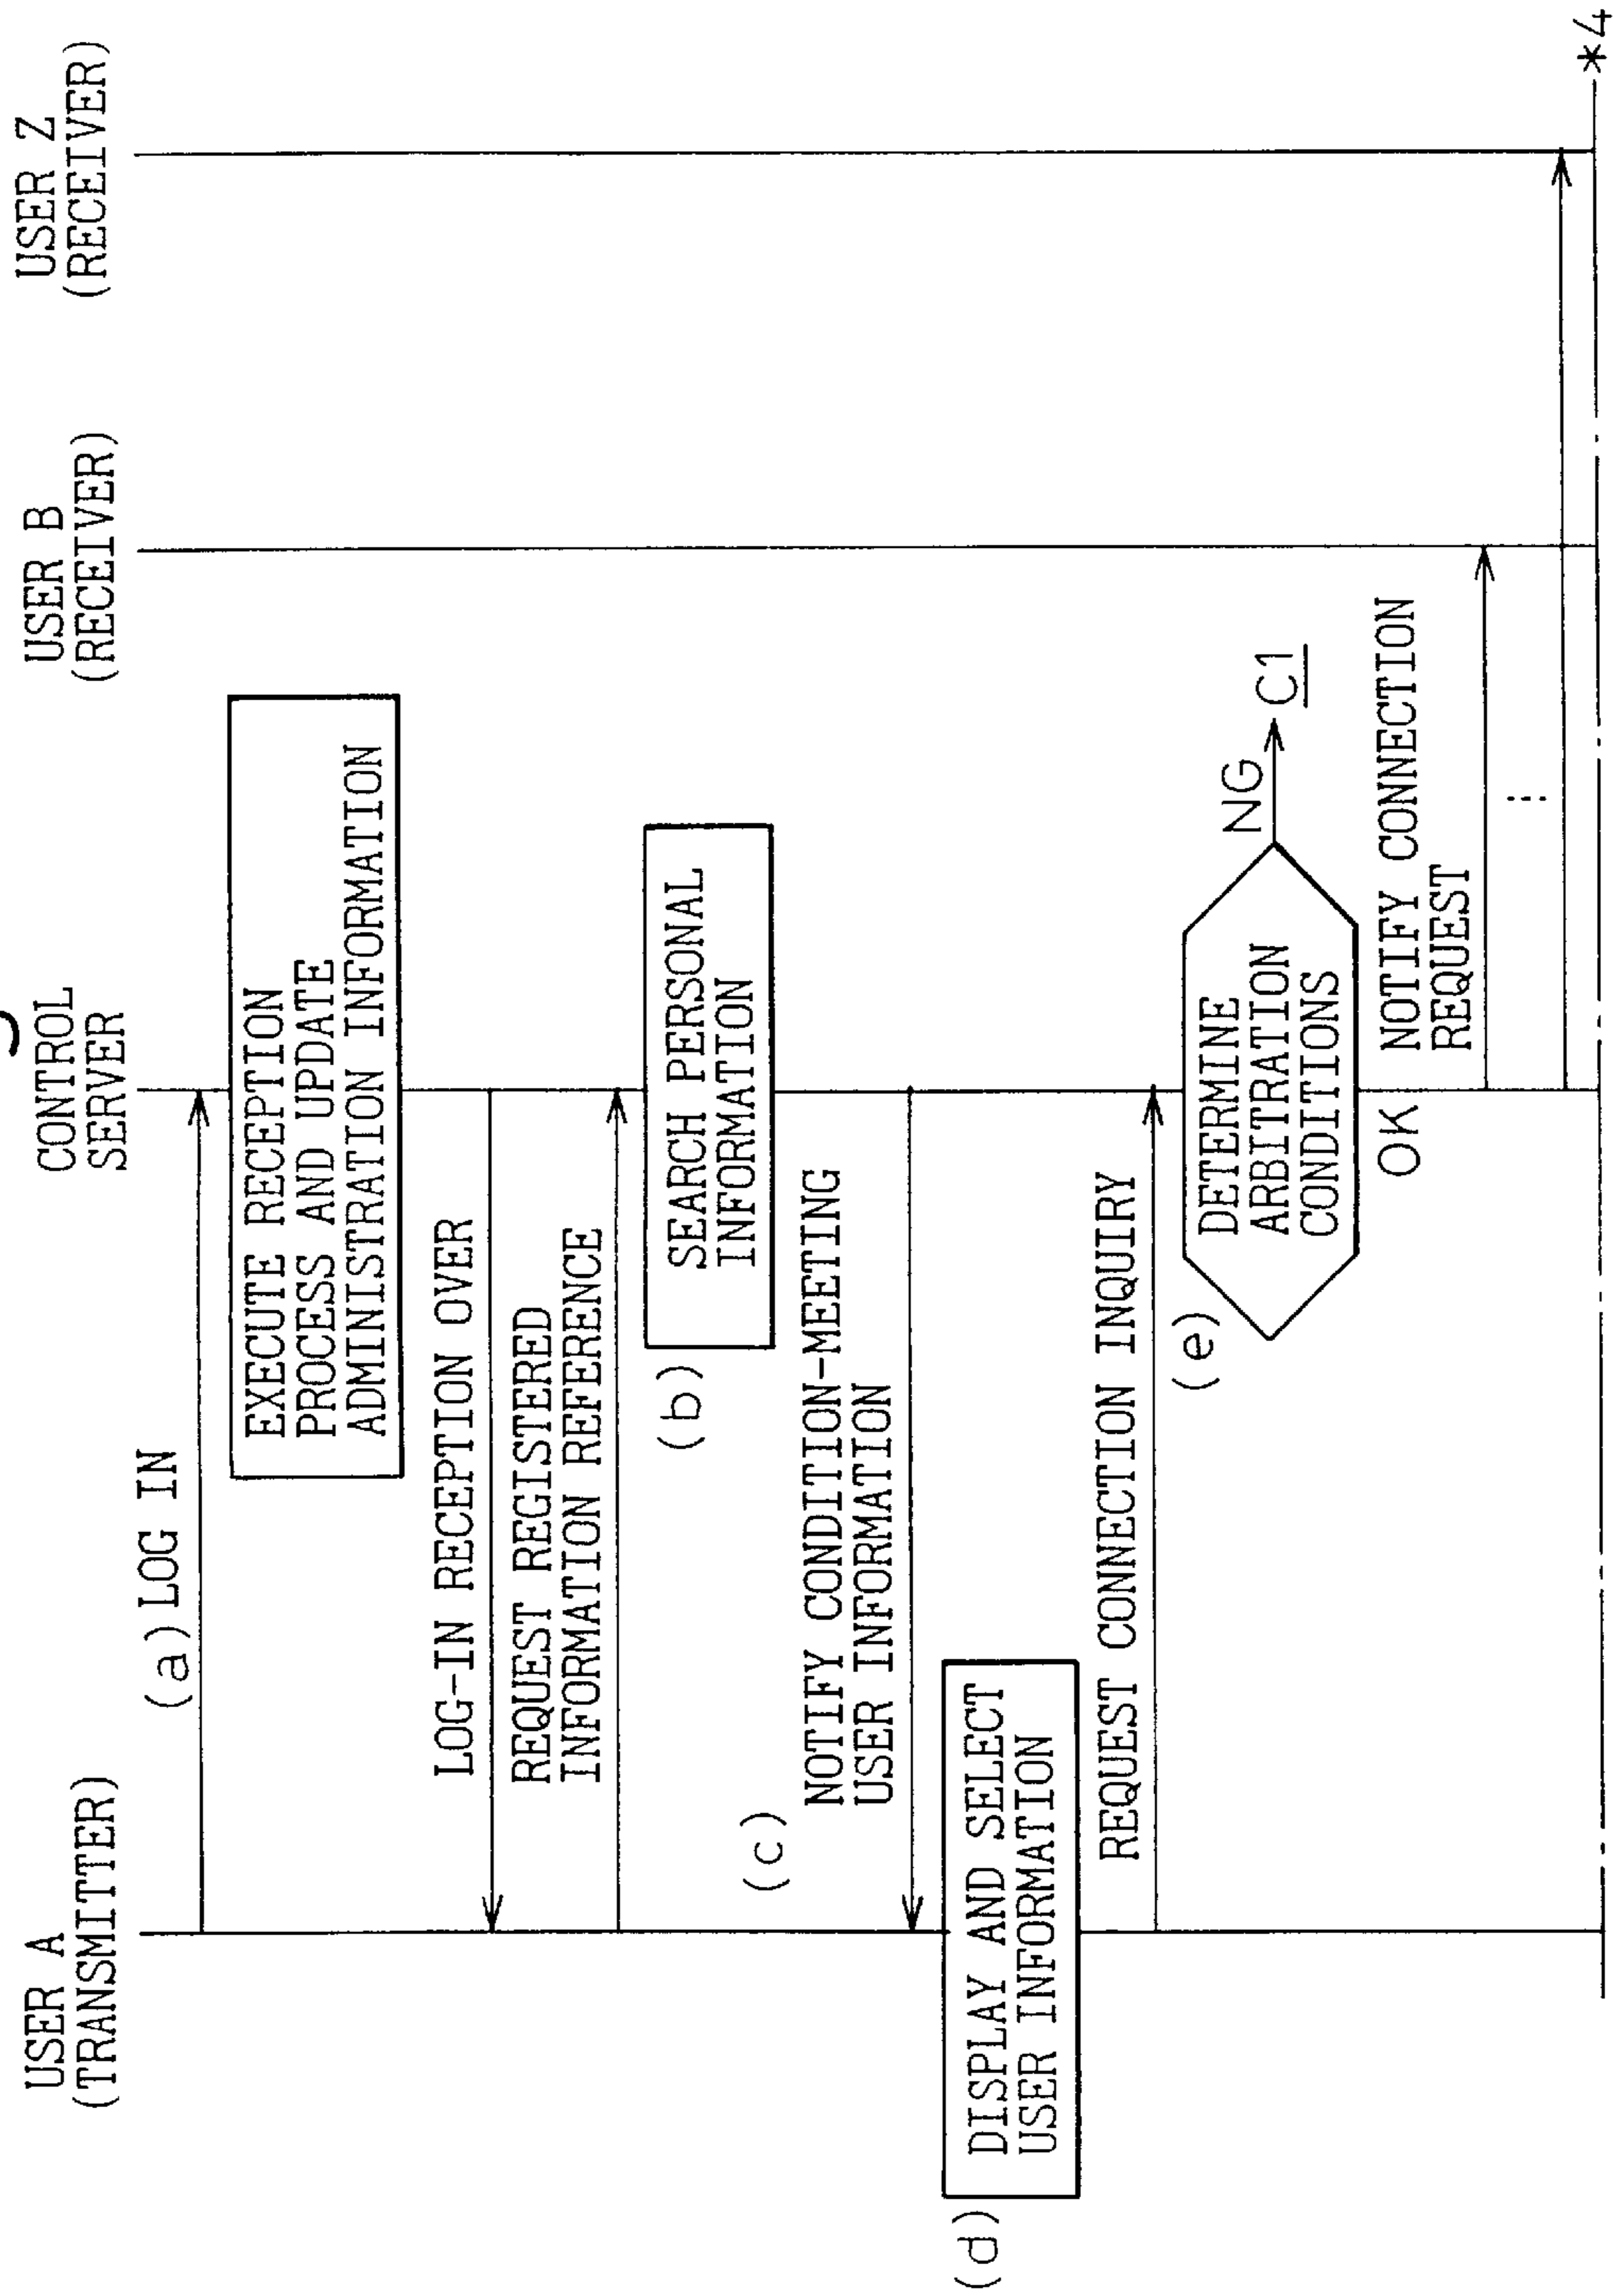 USER A
(TRANSMITTER)
CONTROL
SERVER
USER B
(RECEIVER)
USER Z
(RECEIVER)
(a) LOG IN
EXECUTE RECEPTION
PROCESS AND UPDATE
ADMINISTRATION INFORMATION
LOG-IN RECEPTION OVER
REQUEST REGISTERED
INFORMATION REFERENCE
(b)
SEARCH PERSONAL
INFORMATION
(c)
NOTIFY CONDITION-MEETING
USER INFORMATION
(d)
DISPLAY AND SELECT
USER INFORMATION
REQUEST CONNECTION INQUIRY
(e)
DETERMINE
ARBITRATION
CONDITIONS
NG
C1
OK
NOTIFY CONNECTION
REQUEST
...
*4